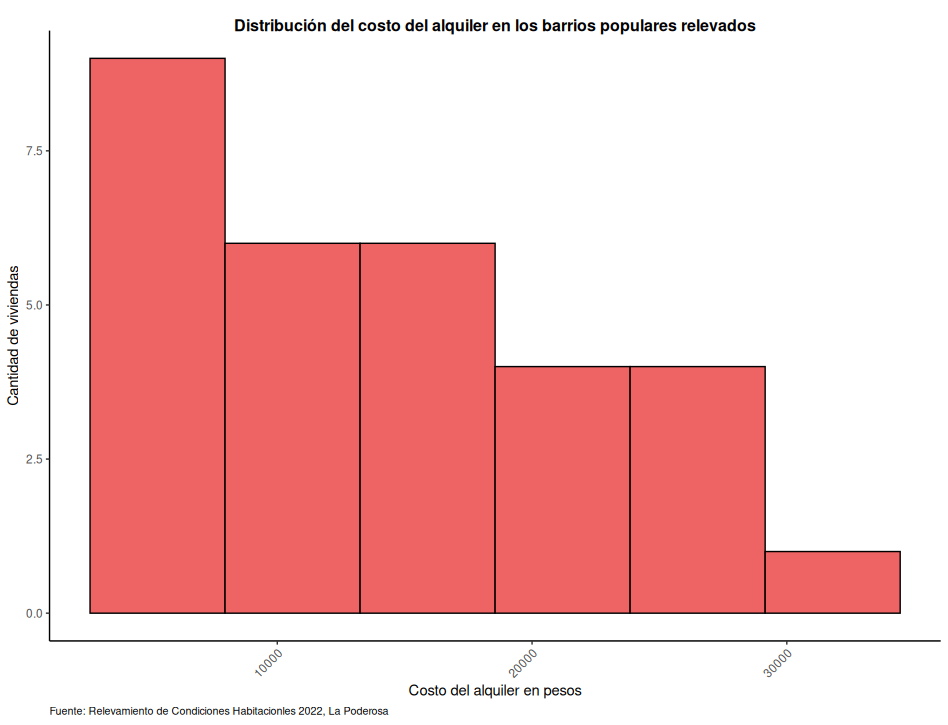 Distribución del costo del alquiler en los barrios populares relevados
Cantidad de viviendas
7.5
5.0
2.5
0.0
10000
20000
30000
Costo del alquiler en pesos
Fuente: Relevamiento de Condiciones Habitacionles 2022, La Poderosa